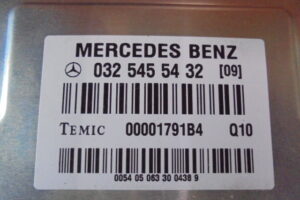 MERCEDES BENZ
032 545 54 32 [09]
TEMIC 00001791B4 Q10
0054 05 063 30 0438 9